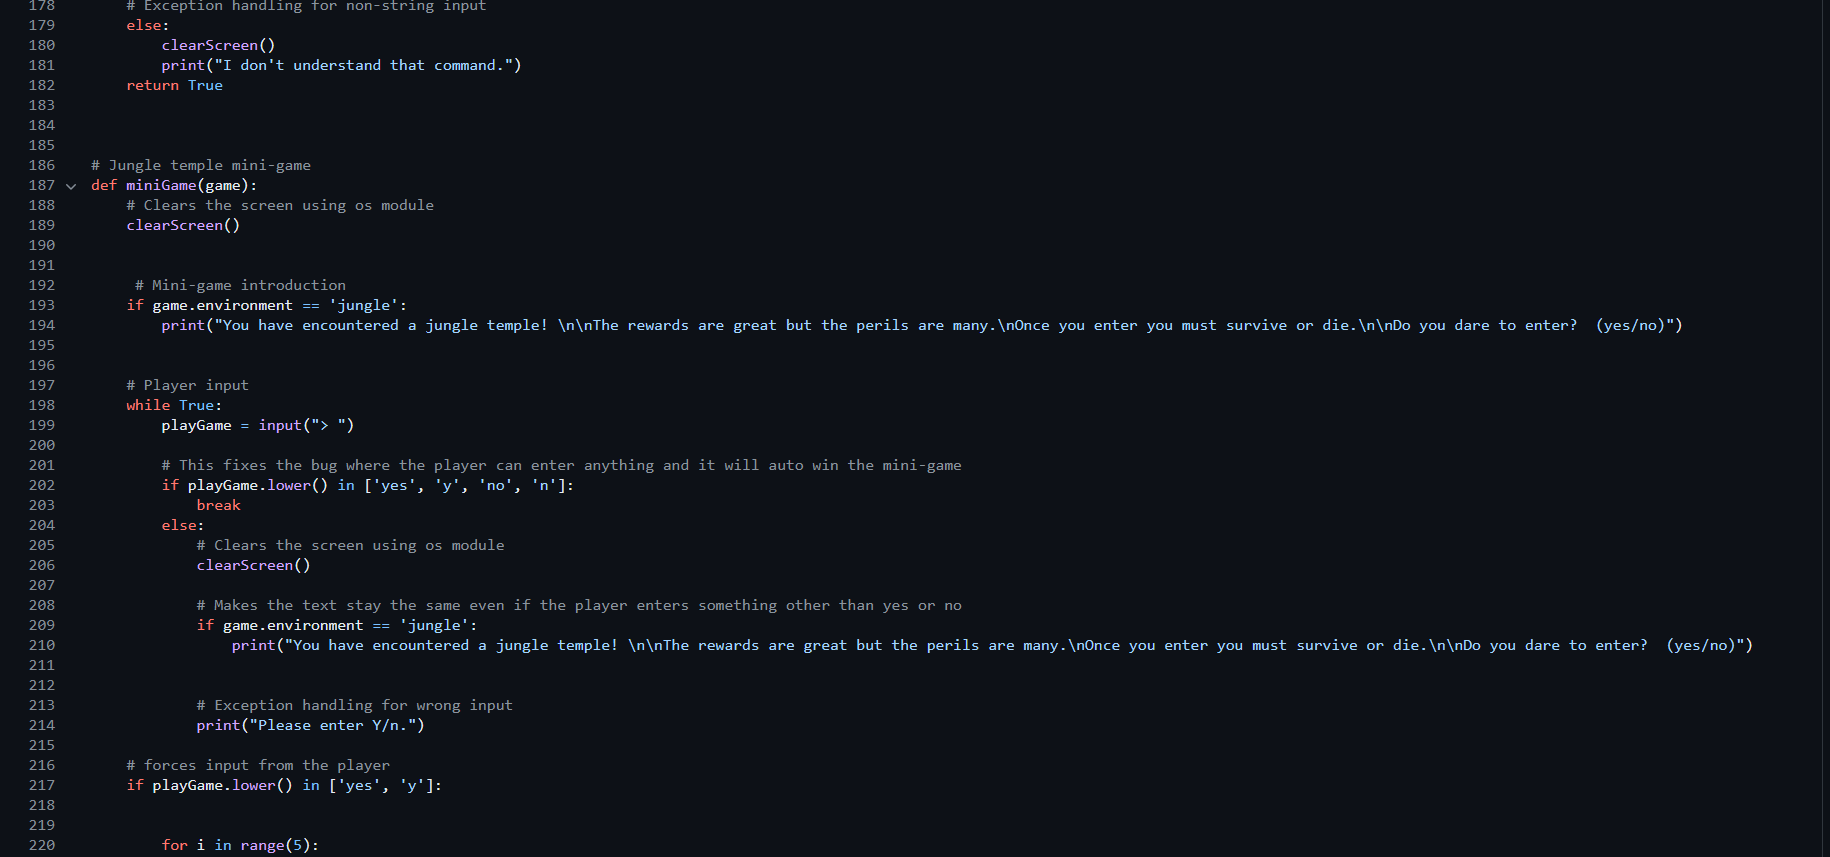 178 # Exception handling for non-string input
179 else:
180 clearScreen()
181 print("I don't understand that command.")
182 return True
183
184
185
186 # Jungle temple mini-game
187 def miniGame(game):
188 # Clears the screen using os module
189 clearScreen()
190
191
192 # Mini-game introduction
193 if game.environment == 'jungle':
194 print("You have encountered a jungle temple! \n\nThe rewards are great but the perils are many.\nOnce you enter you must survive or die.\n\nDo you dare to enter?  (yes/no)")
195
196
197 # Player input
198 while True:
199 playGame = input("> ")
200
201 # This fixes the bug where the player can enter anything and it will auto win the mini-game
202 if playGame.lower() in ['yes', 'y', 'no', 'n']:
203 break
204 else:
205 # Clears the screen using os module
206 clearScreen()
207
208 # Makes the text stay the same even if the player enters something other than yes or no
209 if game.environment == 'jungle':
210 print("You have encountered a jungle temple! \n\nThe rewards are great but the perils are many.\nOnce you enter you must survive or die.\n\nDo you dare to enter?  (yes/no)")
211
212
213 # Exception handling for wrong input
214 print("Please enter Y/n.")
215
216 # forces input from the player
217 if playGame.lower() in ['yes', 'y']:
218
219
220 for i in range(5):